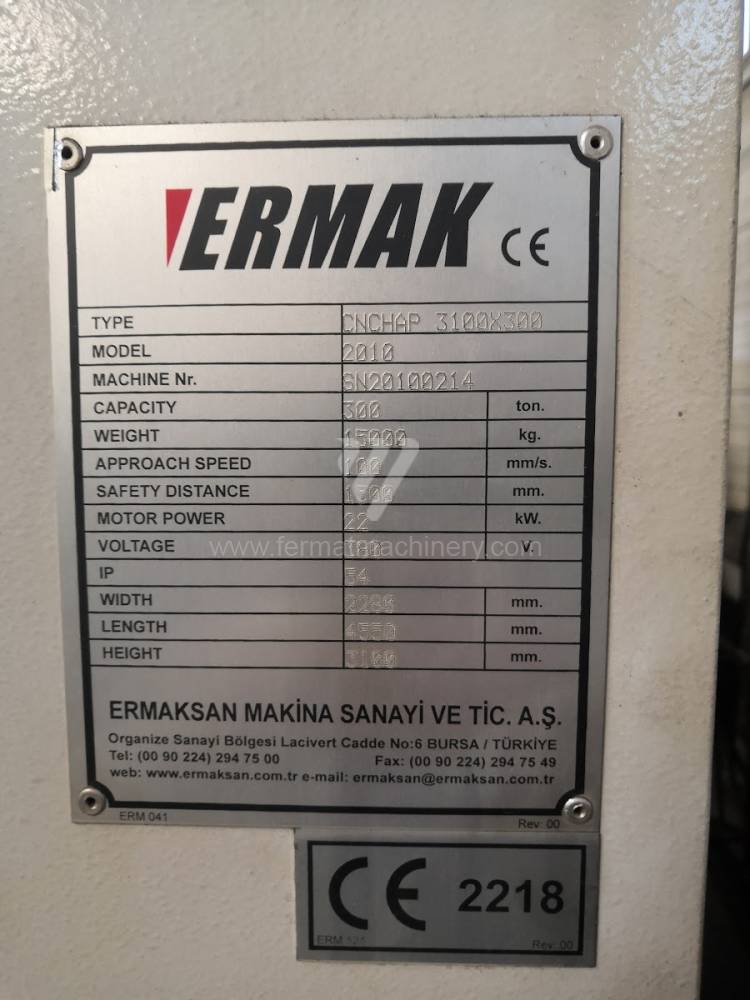 ERMAK CE
TYPE CNCHAP 3100X300
MODEL 2010
MACHINE Nr. SN20100214
CAPACITY 300 ton.
WEIGHT 15000 kg.
APPROACH SPEED 100 mm/s.
SAFETY DISTANCE mm.
MOTOR POWER 22 kW.
VOLTAGE V.
www.fermatmachinery.com
IP 54
WIDTH mm.
LENGTH 4550 mm.
HEIGHT 3100 mm.
ERMAKSAN MAKİNA SANAYİ VE TİC. A.Ş.
Organize Sanayi Bölgesi Lacivert Cadde No:6 BURSA / TÜRKİYE
Tel: (00 90 224) 294 75 00 Fax: (00 90 224) 294 75 49
web: www.ermaksan.com.tr e-mail: ermaksan@ermaksan.com.tr
ERM 041 Rev: 00
CE 2218
ERM Rev: 00